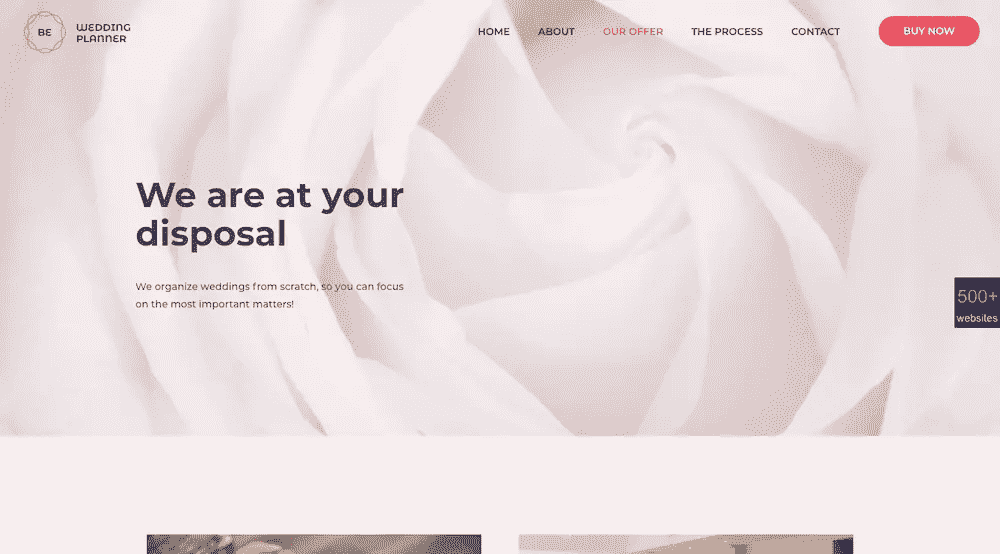 BE
WEDDING
PLANNER
HOME ABOUT OUR OFFER THE PROCESS CONTACT BUY NOW
We are at your
disposal
We organize weddings from scratch, so you can focus
on the most important matters!
500+
websites